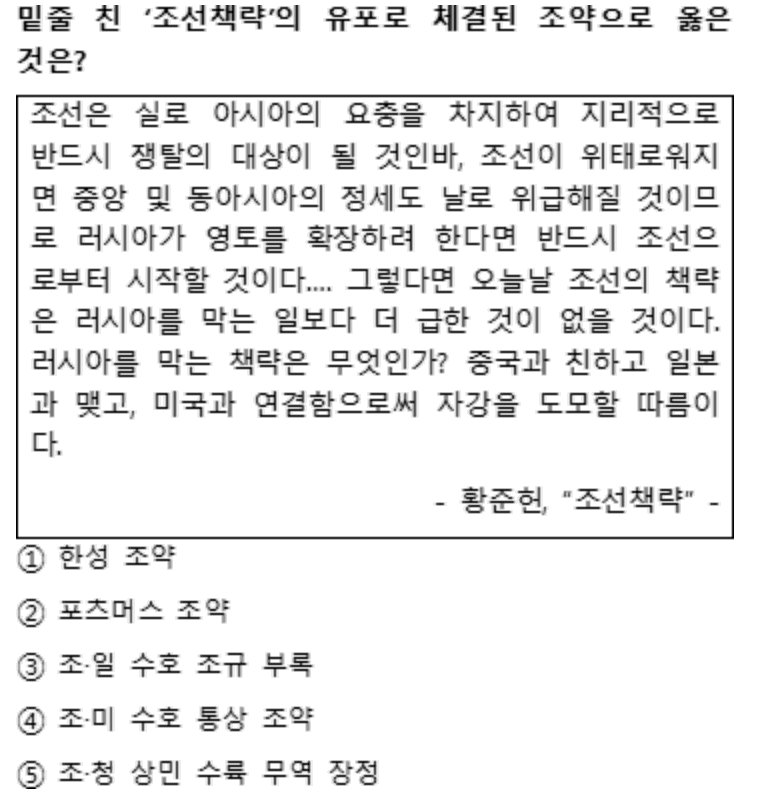 밑줄 친 ‘조선책략’의 유포로 체결된 조약으로 옳은
것은?
조선은 실로 아시아의 요충을 차지하여 지리적으로
반드시 쟁탈의 대상이 될 것인바, 조선이 위태로워지
면 중앙 및 동아시아의 정세도 날로 위급해질 것이므
로 러시아가 영토를 확장하려 한다면 반드시 조선으
로부터 시작할 것이다.... 그렇다면 오늘날 조선의 책략
은 러시아를 막는 일보다 더 급한 것이 없을 것이다.
러시아를 막는 책략은 무엇인가? 중국과 친하고 일본
과 맺고, 미국과 연결함으로써 자강을 도모할 따름이
다.
- 황준헌, “조선책략” -
① 한성 조약
② 포츠머스 조약
③ 조·일 수호 조규 부록
④ 조·미 수호 통상 조약
⑤ 조·청 상민 수륙 무역 장정